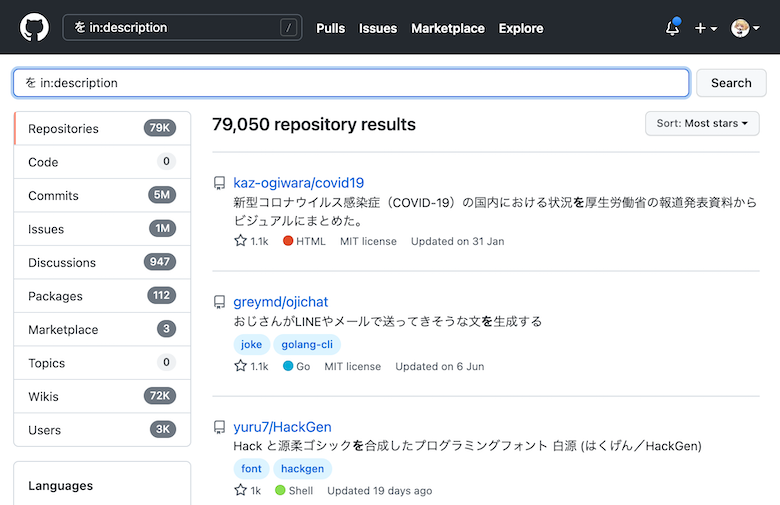 を in:description
/
Pulls
Issues
Marketplace
Explore
を in:description
Search
Repositories 79K
Code 0
Commits 5M
Issues 1M
Discussions 947
Packages 112
Marketplace 3
Topics 0
Wikis 72K
Users 3K
Languages
79,050 repository results
Sort: Most stars
kaz-ogiwara/covid19
新型コロナウイルス感染症（COVID-19）の国内における状況を厚生労働省の報道発表資料から
ビジュアルにまとめた。
1.1k HTML MIT license Updated on 31 Jan
greymd/ojichat
おじさんがLINEやメールで送ってきそうな文を生成する
joke golang-cli
1.1k Go MIT license Updated on 6 Jun
yuru7/HackGen
Hack と源柔ゴシックを合成したプログラミングフォント 白源 (はくげん／HackGen)
font hackgen
1k Shell Updated 19 days ago